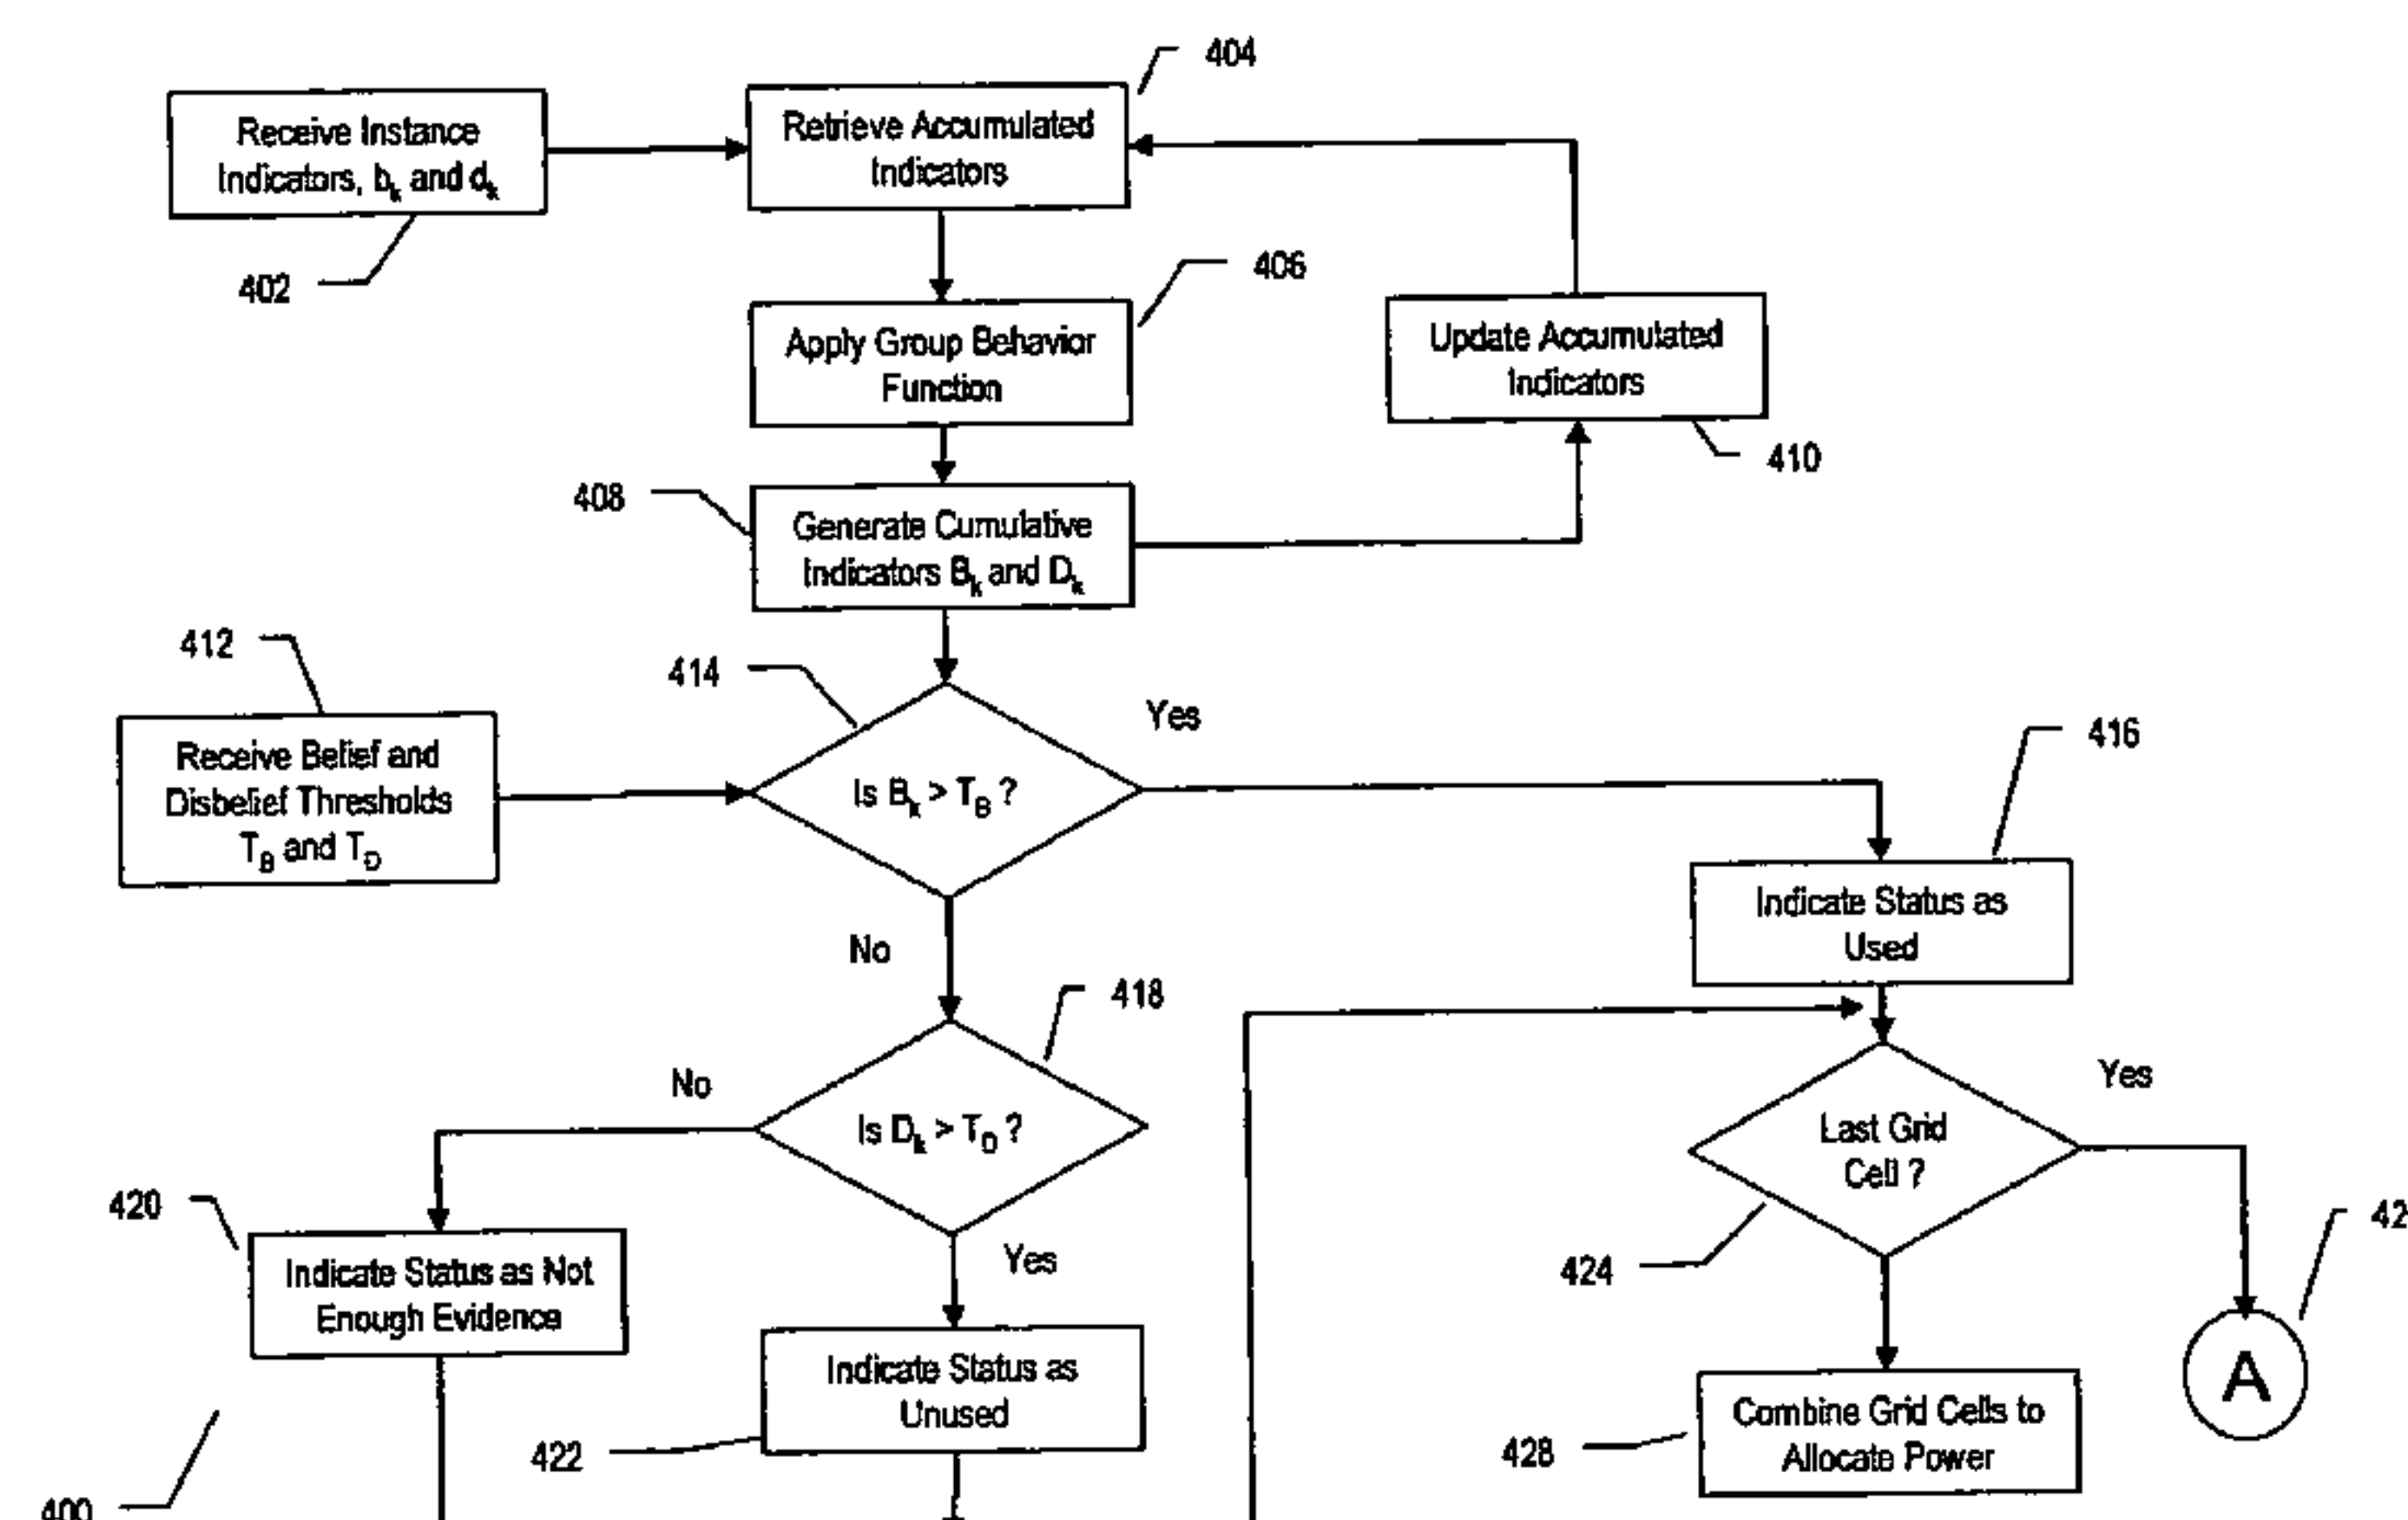 404
Receive Instance
Indicators, bk and dk
Retrieve Accumulated
Indicators
402
406
Apply Group Behavior
Function
Update Accumulated
Indicators
410
408
Generate Cumulative
Indicators Bk and Dk
412
414
Yes
416
Receive Belief and
Disbelief Thresholds
TB and TD
Is Bk > TB ?
Indicate Status as
Used
No
418
No
Yes
Is Dk > TD ?
Last Grid
Cell ?
420
42
Yes
424
Indicate Status as Not
Enough Evidence
Indicate Status as
Unused
A
Combine Grid Cells to
Allocate Power
422
428
400